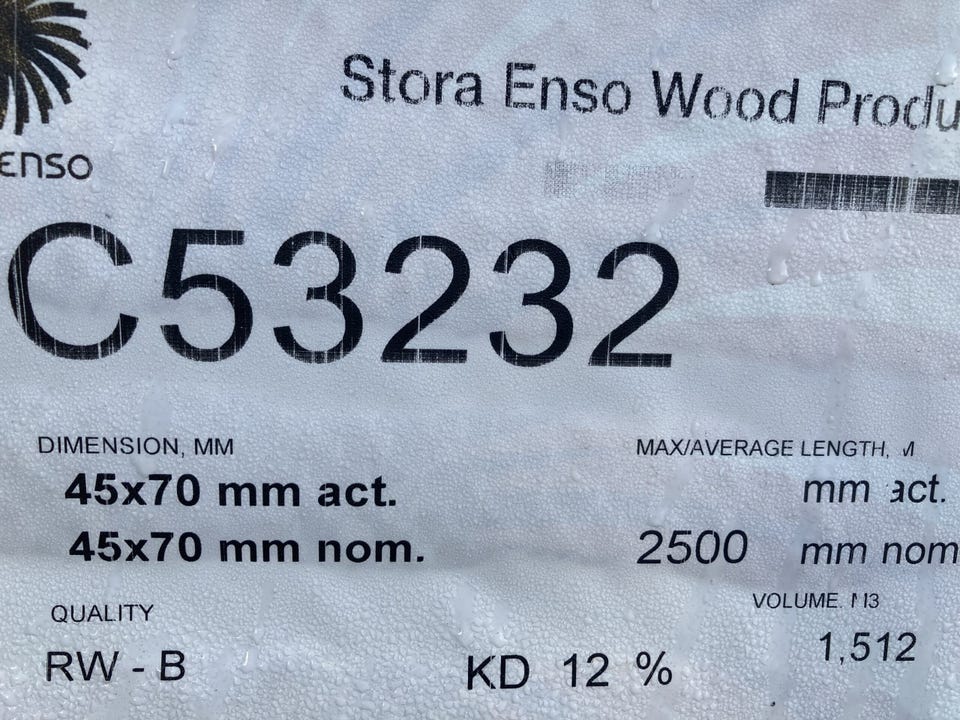 Stora Enso Wood Produ
ENSO
C53232
DIMENSION, MM
45x70 mm act.
45x70 mm nom.
MAX/AVERAGE LENGTH, M
mm act.
2500 mm nom
QUALITY
RW - B
KD 12 %
VOLUME. M3
1,512